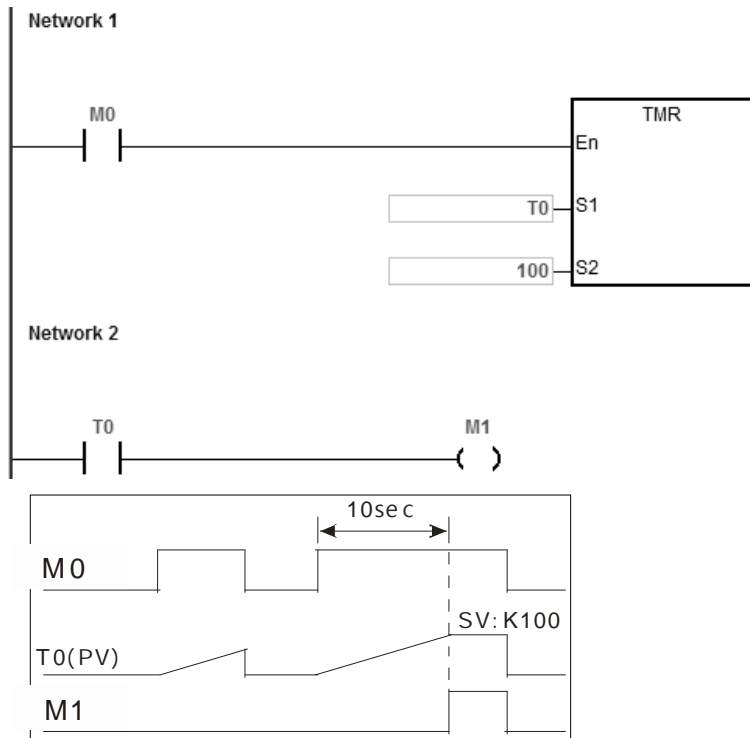 Network 1
M0
TMR
En
T0 S1
100 S2
Network 2
T0 M1
10sec
M0
SV: K100
T0(PV)
M1